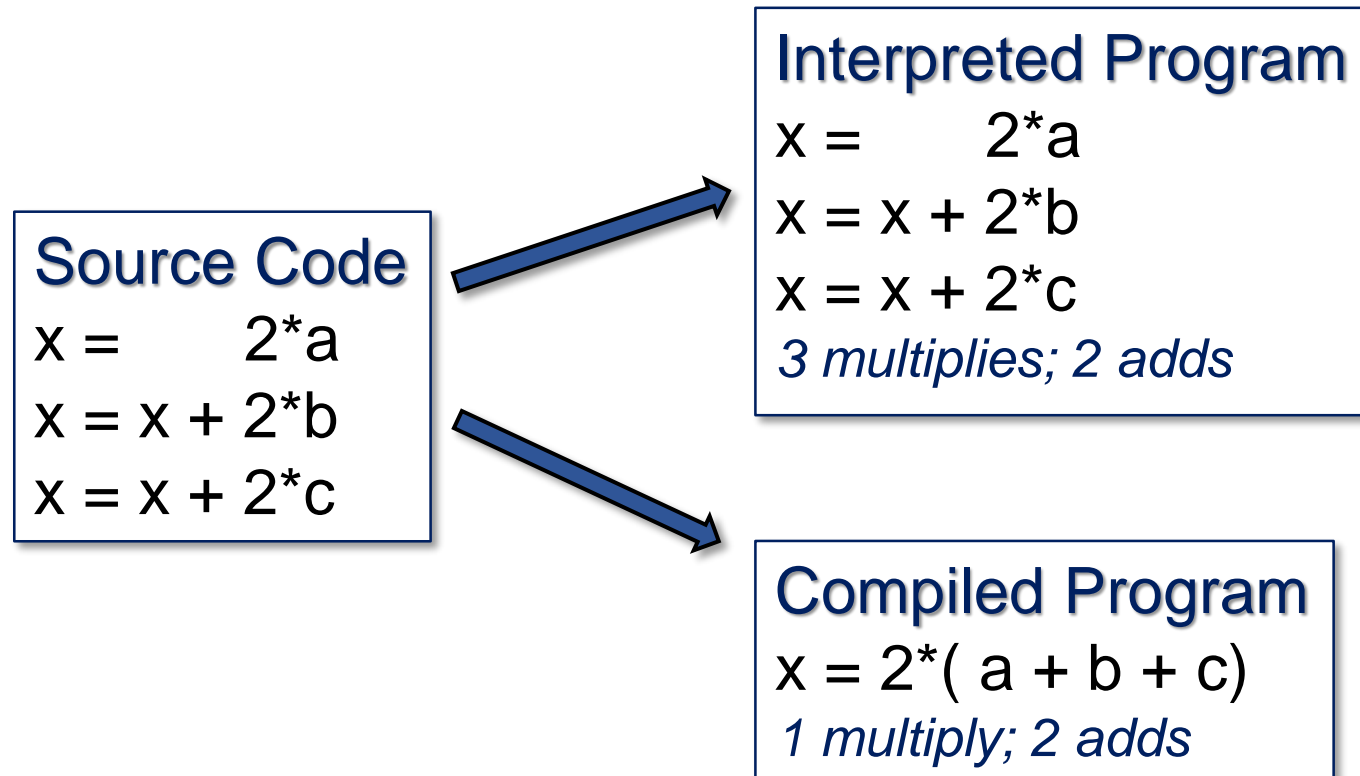 Source Code
x = 2*a
x = x + 2*b
x = x + 2*c
Interpreted Program
x = 2*a
x = x + 2*b
x = x + 2*c
3 multiplies; 2 adds
Compiled Program
x = 2*( a + b + c)
1 multiply; 2 adds